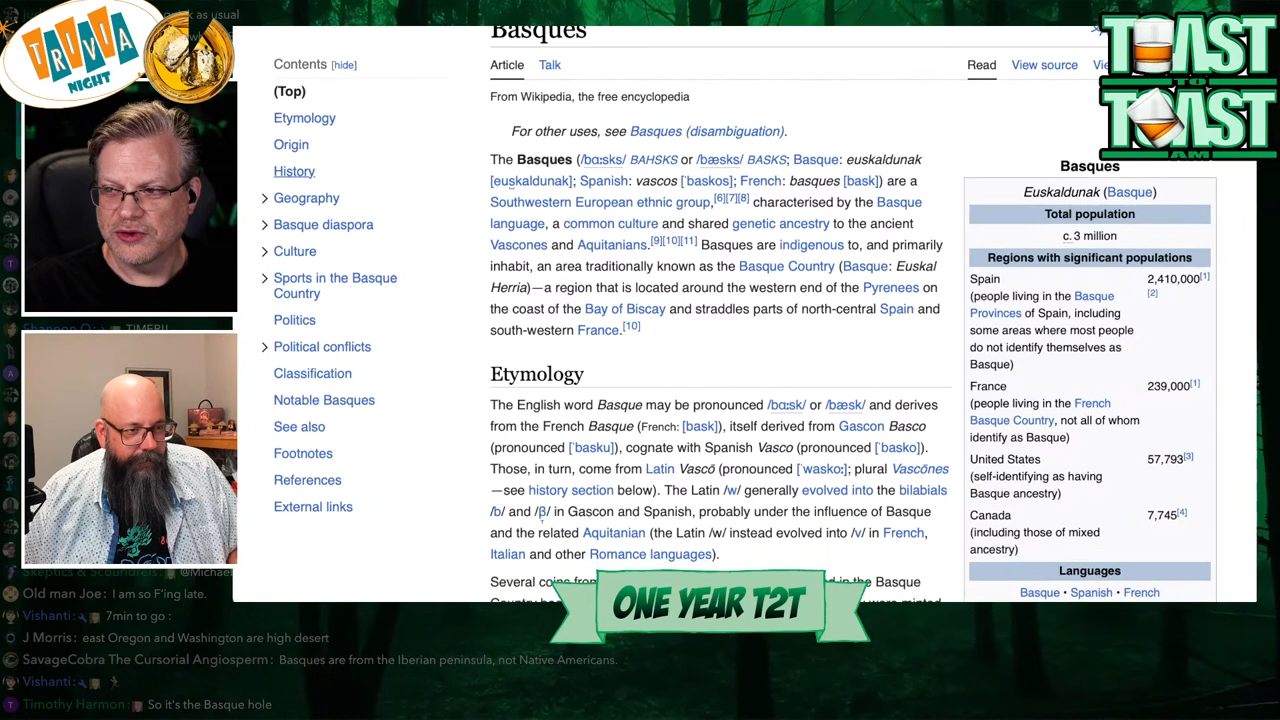 TRIVIA
NIGHT
TOAST
TO
TOAST
AM
as usual
Basques
Contents [hide]
(Top)
Etymology
Origin
History
Geography
Basque diaspora
Culture
Sports in the Basque
Country
Politics
Political conflicts
Classification
Notable Basques
See also
Footnotes
References
External links
Article Talk
Read View source
From Wikipedia, the free encyclopedia
For other uses, see Basques (disambiguation).
The Basques (/bɑːsks/ BAHSKS or /bæsks/ BASKS; Basque: euskaldunak
[eus̺kaldunak]; Spanish: vascos [ˈbaskos]; French: basques [bask]) are a
Southwestern European ethnic group,[6][7][8] characterised by the Basque
language, a common culture and shared genetic ancestry to the ancient
Vascones and Aquitanians.[9][10][11] Basques are indigenous to, and primarily
inhabit, an area traditionally known as the Basque Country (Basque: Euskal
Herria)—a region that is located around the western end of the Pyrenees on
the coast of the Bay of Biscay and straddles parts of north-central Spain and
south-western France.[10]
Etymology
The English word Basque may be pronounced /bɑːsk/ or /bæsk/ and derives
from the French Basque (French: [bask]), itself derived from Gascon Basco
(pronounced [ˈbasku]), cognate with Spanish Vasco (pronounced [ˈbasko]).
Those, in turn, come from Latin Vascō (pronounced [ˈwaskoː]; plural Vascōnes
—see history section below). The Latin /w/ generally evolved into the bilabials
/b/ and /β̞/ in Gascon and Spanish, probably under the influence of Basque
and the related Aquitanian (the Latin /w/ instead evolved into /v/ in French,
Italian and other Romance languages).
Several coins from in the Basque
Basques
Euskaldunak (Basque)
Total population
c. 3 million
Regions with significant populations
Spain 2,410,000[1]
(people living in the Basque [2]
Provinces of Spain, including
some areas where most people
do not identify themselves as
Basque)
France 239,000[1]
(people living in the French
Basque Country, not all of whom
identify as Basque)
United States 57,793[3]
(self-identifying as having
Basque ancestry)
Canada 7,745[4]
(including those of mixed
ancestry)
Languages
Basque • Spanish • French
ONE YEAR T2T
Shannon Q: TIMER!!
Skeptics & Scoundrels: @Michael
Old man Joe: I am so F'ing late.
Vishanti: 7min to go :
J Morris: east Oregon and Washington are high desert
SavageCobra The Cursorial Angiosperm: Basques are from the Iberian peninsula, not Native Americans.
Vishanti:
T Timothy Harmon: So it's the Basque hole